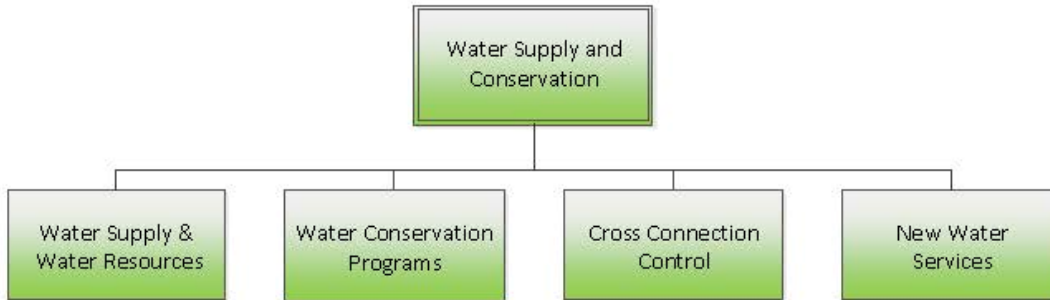 Water Supply and
Conservation
Water Supply &
Water Resources
Water Conservation
Programs
Cross Connection
Control
New Water
Services